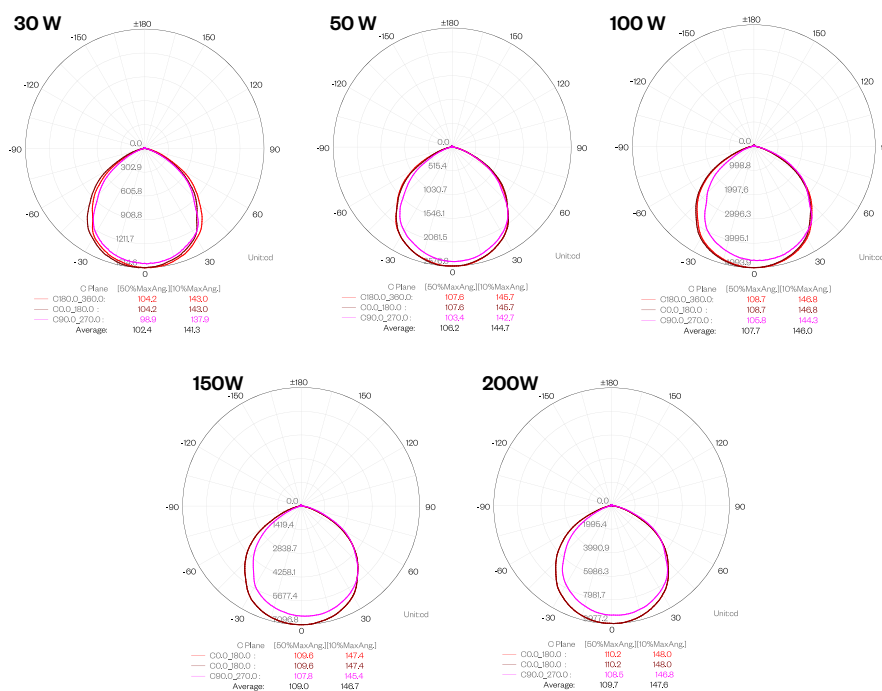 30 W
±180
-150
150
-120
120
-90
90
0.0
302.9
605.8
908.8
1211.7
-60
60
-30
30
0
Unit:cd
C Plane [50%MaxAng.][10%MaxAng.]
C180.0_360.0: 104.2 143.0
C0.0_180.0 : 104.2 143.0
C90.0_270.0 : 98.9 137.9
Average: 102.4 141.3
50 W
±180
-150
150
-120
120
-90
90
0.0
515.4
1030.7
1546.1
2061.5
-60
60
-30
30
0
Unit:cd
C Plane [50%MaxAng.][10%MaxAng.]
C180.0_360.0: 107.6 145.7
C0.0_180.0 : 107.6 145.7
C90.0_270.0 : 103.4 142.7
Average: 106.2 144.7
100 W
±180
-150
150
-120
120
-90
0.0
998.8
1997.6
2996.3
3995.1
-60
60
-30
30
0
Unit:cd
C Plane [50%MaxAng.][10%MaxAng.]
C180.0_360.0: 108.7 146.8
C0.0_180.0 : 108.7 146.8
C90.0_270.0 : 105.8 144.3
Average: 107.7 146.0
150W
±180
-150
150
-120
120
-90
90
0.0
1419.4
2838.7
4258.1
5677.4
7096.8
-60
60
-30
30
0
Unit:cd
C Plane [50%MaxAng.][10%MaxAng.]
C0.0_180.0 : 109.6 147.4
C0.0_180.0 : 109.6 147.4
C90.0_270.0 : 107.8 145.4
Average: 109.0 146.7
200W
±180
-150
150
-120
120
-90
90
0.0
1995.4
3990.9
5986.3
7981.7
9977.2
-60
60
-30
30
0
Unit:cd
C Plane [50%MaxAng.][10%MaxAng.]
C0.0_180.0 : 110.2 148.0
C0.0_180.0 : 110.2 148.0
C90.0_270.0 : 108.5 146.8
Average: 109.7 147.6